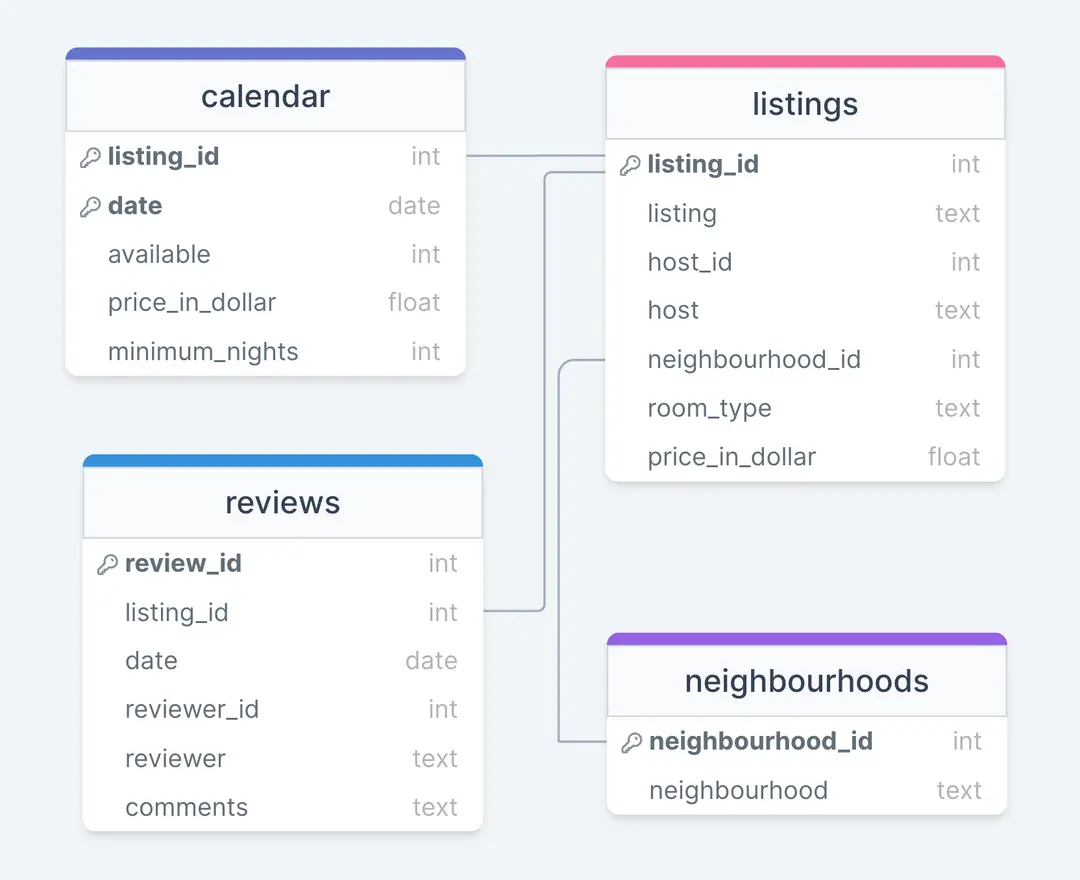 calendar
listing_id int
date date
available int
price_in_dollar float
minimum_nights int
listings
listing_id int
listing text
host_id int
host text
neighbourhood_id int
room_type text
price_in_dollar float
reviews
review_id int
listing_id int
date date
reviewer_id int
reviewer text
comments text
neighbourhoods
neighbourhood_id int
neighbourhood text